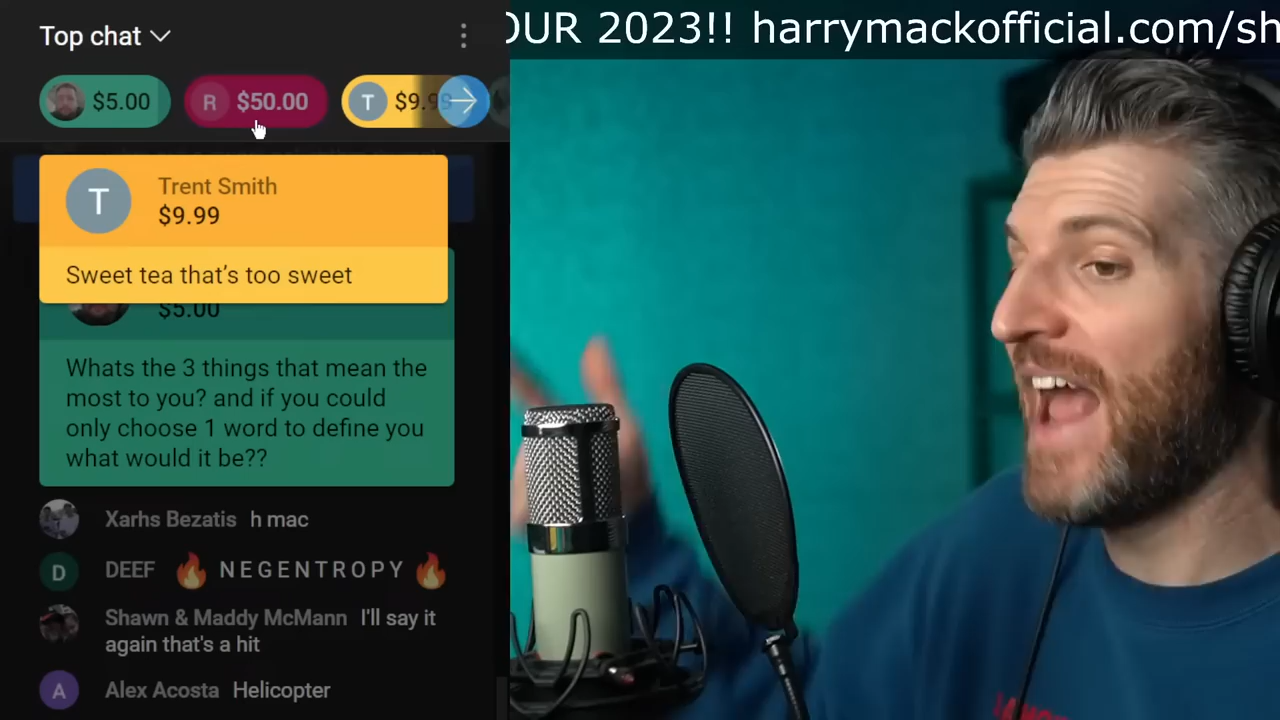 Top chat
OUR 2023!! harrymackofficial.com/sh
$5.00
R $50.00
T $9.99
T
Trent Smith
$9.99
Sweet tea that's too sweet
$5.00
Whats the 3 things that mean the
most to you? and if you could
only choose 1 word to define you
what would it be??
Xarhs Bezatis h mac
D DEEF 🔥 N E G E N T R O P Y 🔥
Shawn & Maddy McMann I'll say it
again that's a hit
A Alex Acosta Helicopter